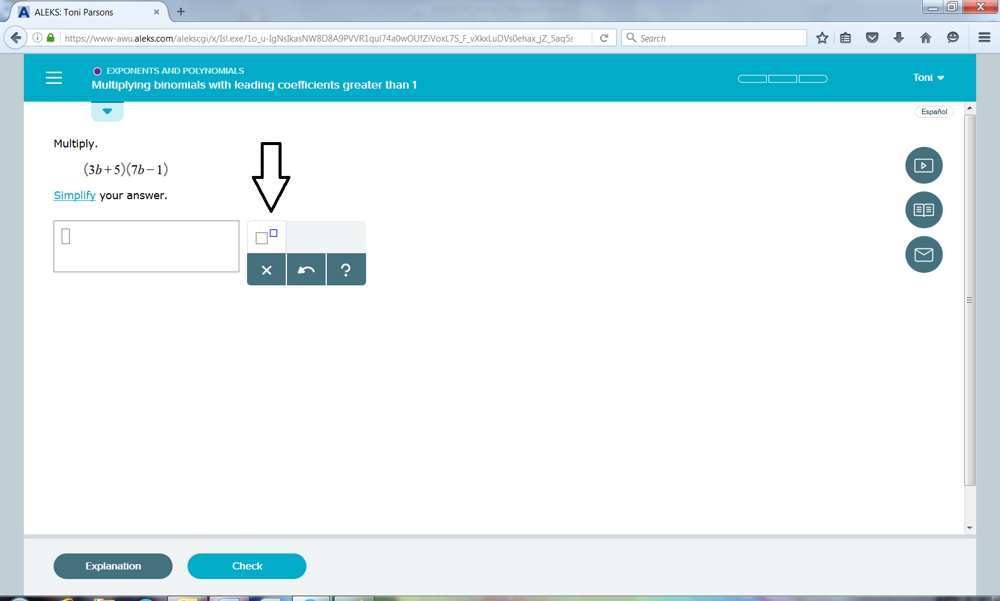 ALEKS: Toni Parsons
https://www-awu.aleks.com/alekscgi/x/Isl.exe/1o_u-IgNsIkasNW8D8A9PVVR1qul74a0wOUfZiVoxL7S_F_vXkxLuDVs0ehax_jZ_5aq5s
Search
EXPONENTS AND POLYNOMIALS
Multiplying binomials with leading coefficients greater than 1
Toni
Español
Multiply.
(3b+5)(7b−1)
Simplify your answer.
?
Explanation
Check